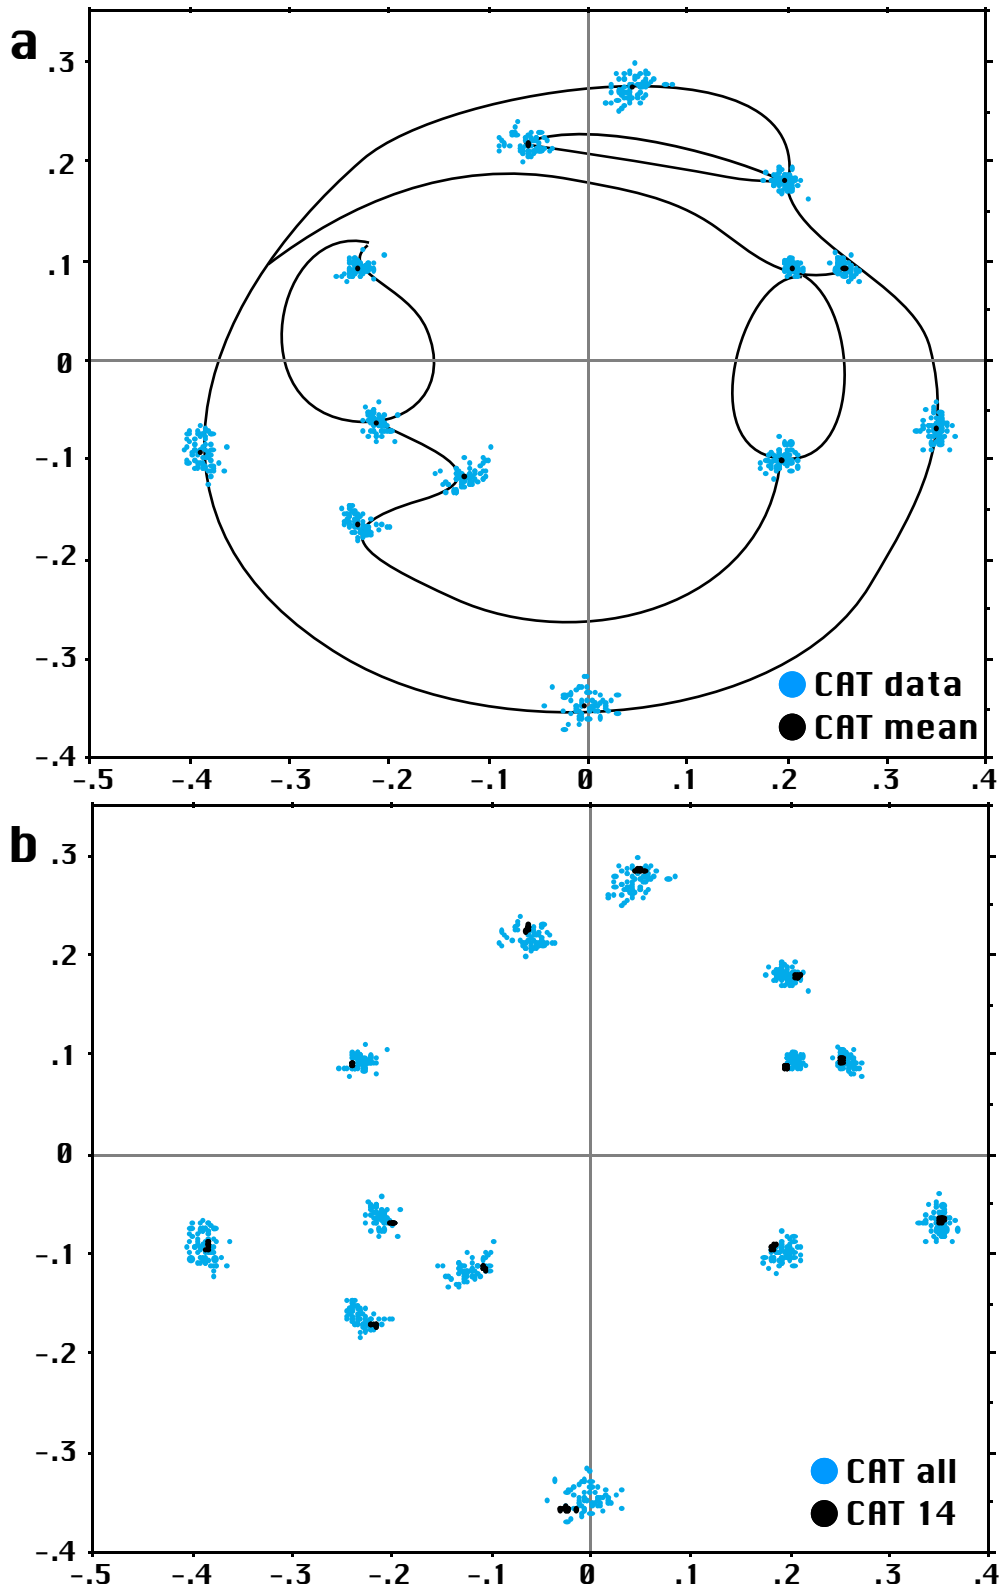 a
.3
.2
.1
0
-.1
-.2
-.3
-.4
CAT data
CAT mean
-.5 -.4 -.3 -.2 -.1 0 .1 .2 .3 .4
b
.3
.2
.1
0
-.1
-.2
-.3
-.4
CAT all
CAT 14
-.5 -.4 -.3 -.2 -.1 0 .1 .2 .3 .4